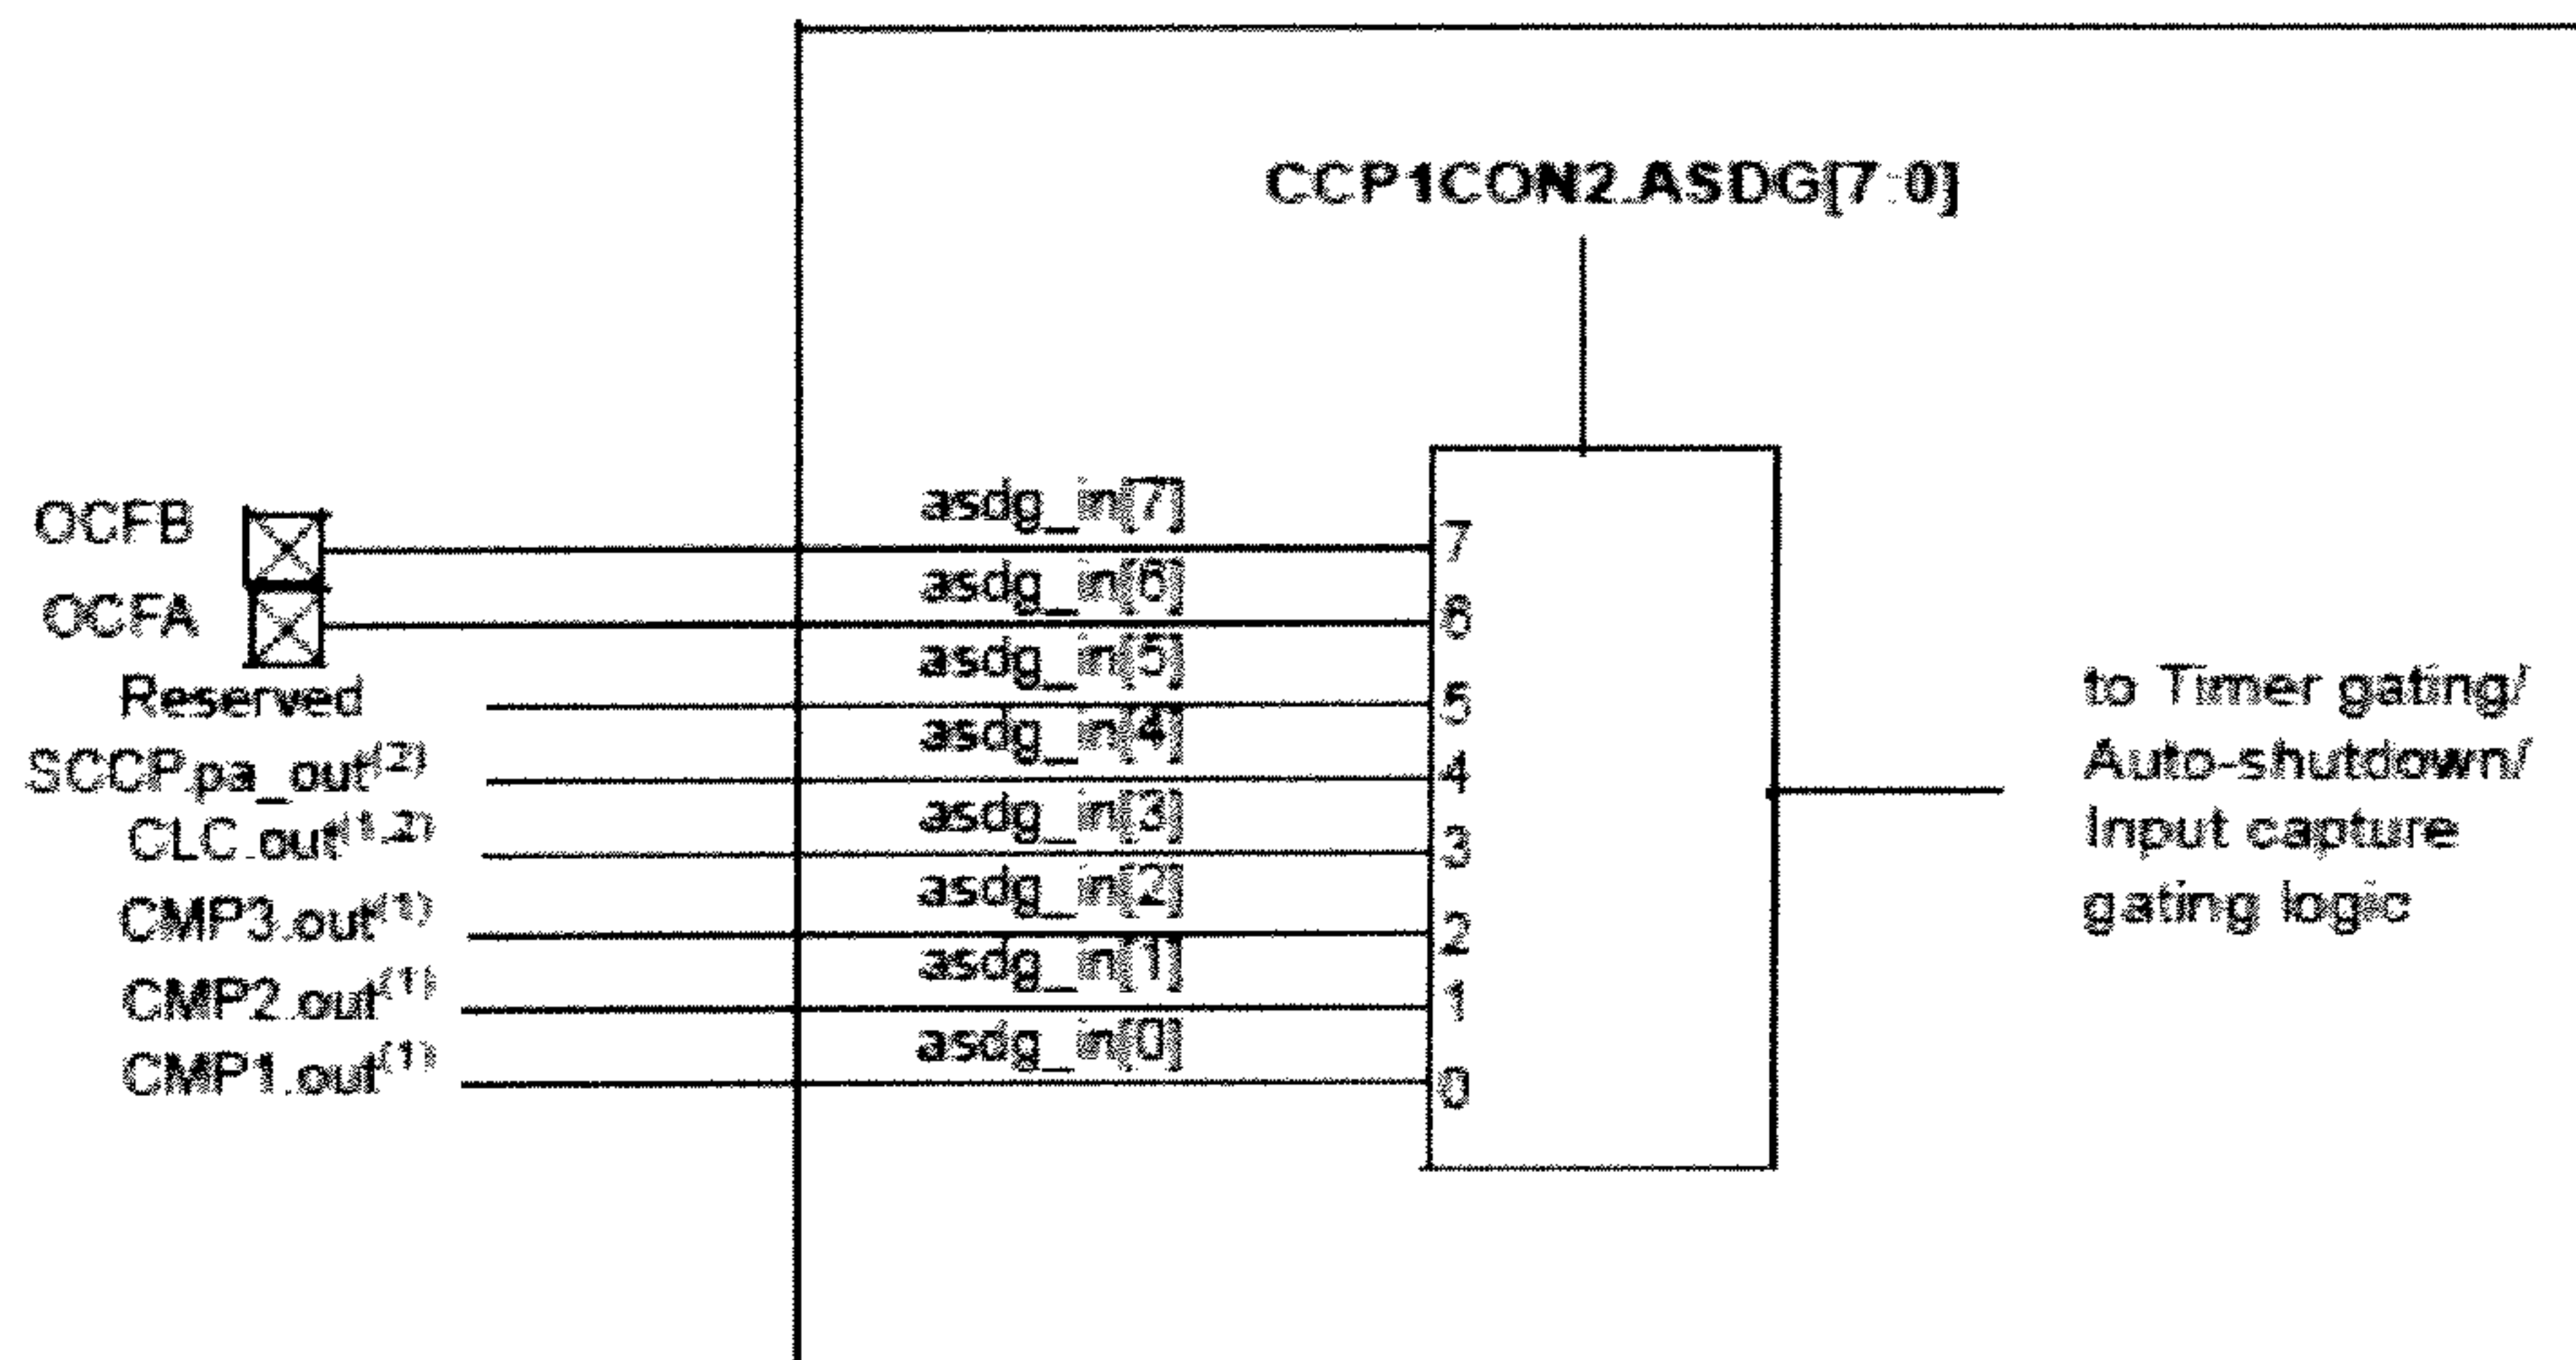 CCP1CON2.ASDG[7:0]
OCFB
asdg_in[7]
7
OCFA
asdg_in[6]
6
Reserved
asdg_in[5]
5
SCCP.pa_out(2)
asdg_in[4]
4
CLC.out(1,2)
asdg_in[3]
3
CMP3.out(1)
asdg_in[2]
2
CMP2.out(1)
asdg_in[1]
1
CMP1.out(1)
asdg_in[0]
0
to Timer gating/
Auto-shutdown/
Input capture
gating logic